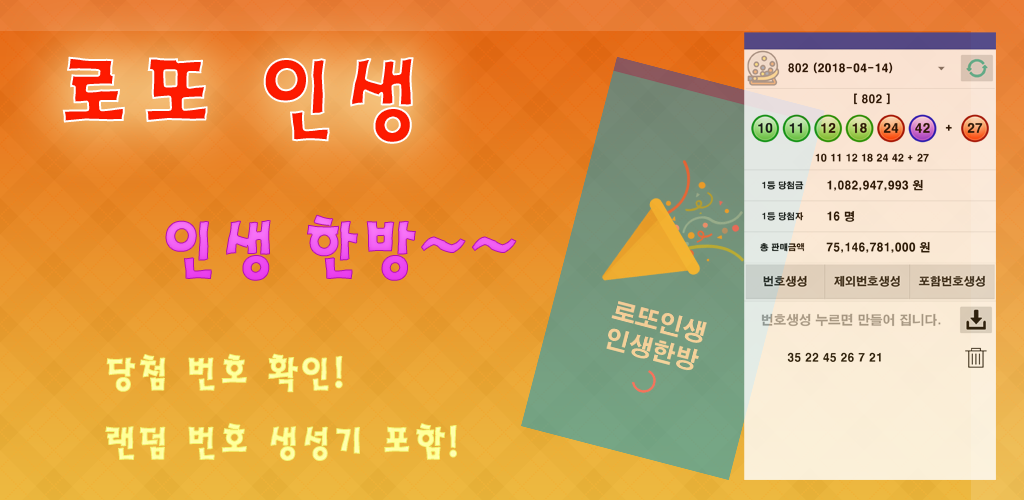 로또 인생
인생 한방~~
당첨 번호 확인!
랜덤 번호 생성기 포함!
로또인생
인생한방
802 (2018-04-14)
[ 802 ]
10 11 12 18 24 42 + 27
10 11 12 18 24 42 + 27
1등 당첨금 1,082,947,993 원
1등 당첨자 16 명
총 판매금액 75,146,781,000 원
번호생성 제외번호생성 포함번호생성
번호생성 누르면 만들어 집니다.
35 22 45 26 7 21